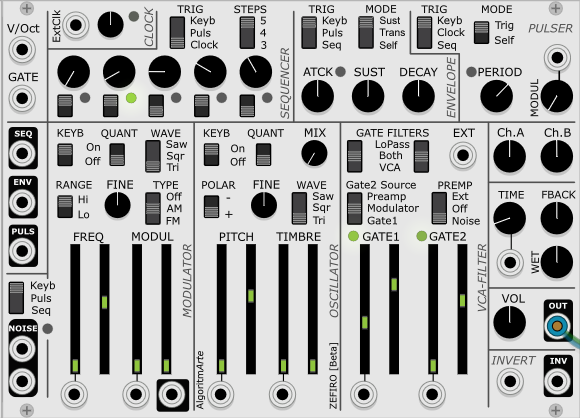 V/Oct
GATE
ExtClk
CLOCK
TRIG
Keyb
Puls
Clock
STEPS
5
4
3
SEQUENCER
TRIG
Keyb
Puls
Seq
MODE
Sust
Trans
Self
ATCK
SUST
DECAY
ENVELOPE
TRIG
Keyb
Clock
Seq
MODE
Trig
Self
PULSER
PERIOD
MODUL
SEQ
ENV
PULS
Keyb
Puls
Seq
NOISE
KEYB
On
Off
QUANT
WAVE
Saw
Sqr
Tri
RANGE
Hi
Lo
FINE
TYPE
Off
AM
FM
FREQ
MODUL
MODULATOR
KEYB
On
Off
QUANT
MIX
POLAR
-
+
FINE
WAVE
Saw
Sqr
Tri
PITCH
TIMBRE
OSCILLATOR
AlgoritmArte
ZEFIRO [Beta]
GATE FILTERS
LoPass
Both
VCA
EXT
Gate2 Source
Preamp
Modulator
Gate1
PREMP
Ext
Off
Noise
GATE1
GATE2
VCA-FILTER
Ch.A
Ch.B
TIME
FBACK
WET
VOL
OUT
INVERT
INV